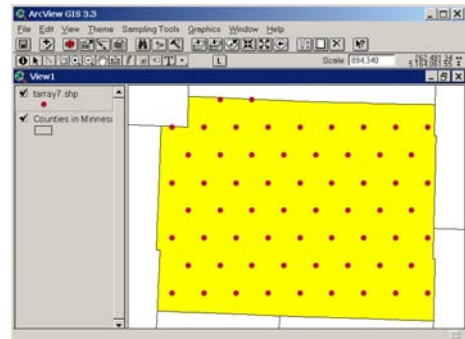 ArcView GIS 3.3
File Edit View Theme Sampling Tools Graphics Window Help
Scale 894,340
View1
tarray7.shp
Counties in Minneso